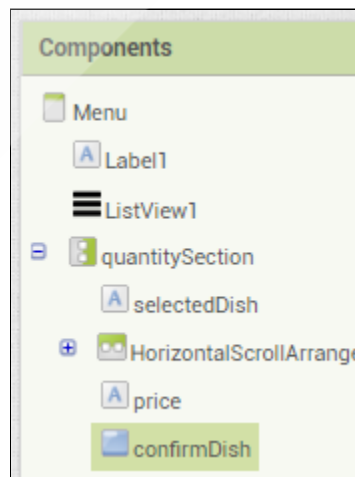 Components
Menu
A Label1
ListView1
quantitySection
A selectedDish
HorizontalScrollArrange
A price
confirmDish